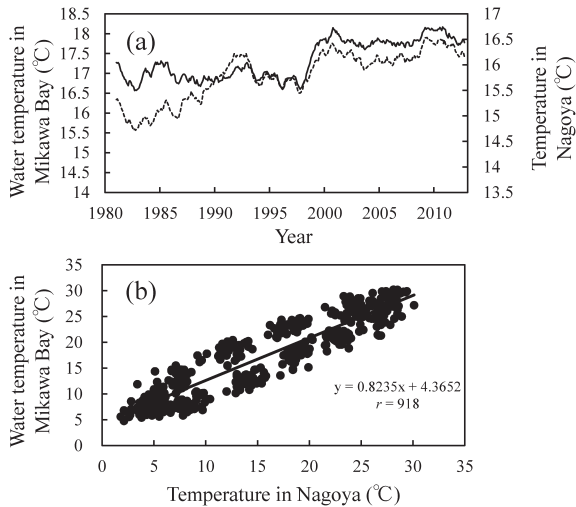 (a)
Water temperature in
Mikawa Bay (℃)
18.5
18
17.5
17
16.5
16
15.5
15
14.5
14
17
16.5
16
15.5
15
14.5
14
13.5
Temperature in
Nagoya (℃)
1980 1985 1990 1995 2000 2005 2010
Year
(b)
Water temperature in
Mikawa Bay (℃)
35
30
25
20
15
10
5
0
y = 0.8235x + 4.3652
r = 918
0 5 10 15 20 25 30 35
Temperature in Nagoya (℃)